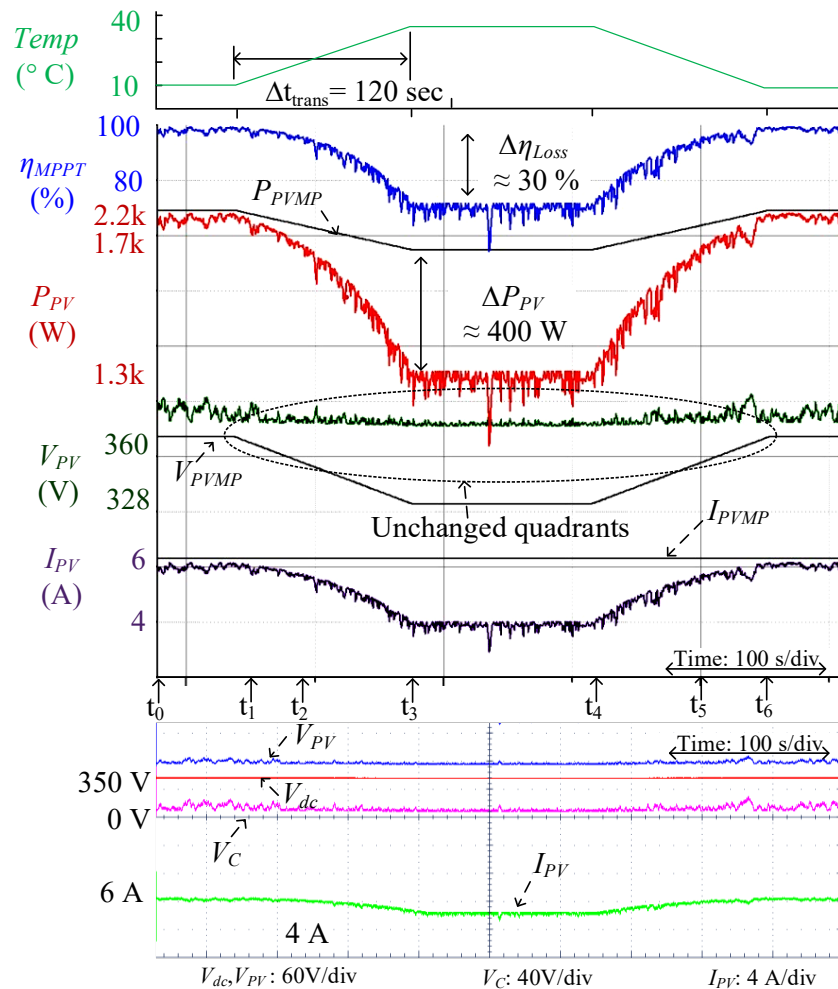 40
Temp
(° C)
10
Δt_trans = 120 sec
100
η_MPPT
(%)
80
Δη_Loss
≈ 30 %
P_PVMP
2.2k
1.7k
P_PV
(W)
ΔP_PV
≈ 400 W
1.3k
360
V_PV
(V)
V_PVMP
328
Unchanged quadrants
I_PVMP
I_PV
(A)
6
4
Time: 100 s/div
t_0 t_1 t_2 t_3 t_4 t_5 t_6
V_PV
Time: 100 s/div
350 V
V_dc
0 V
V_C
I_PV
6 A
4 A
V_dc,V_PV: 60V/div V_C: 40V/div I_PV: 4 A/div